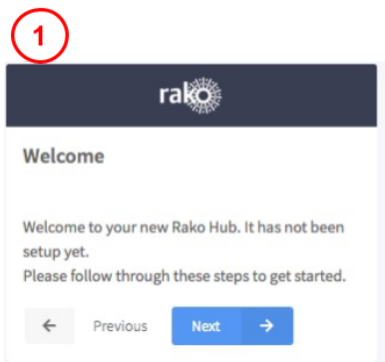 1
rako
Welcome
Welcome to your new Rako Hub. It has not been
setup yet.
Please follow through these steps to get started.
Previous Next